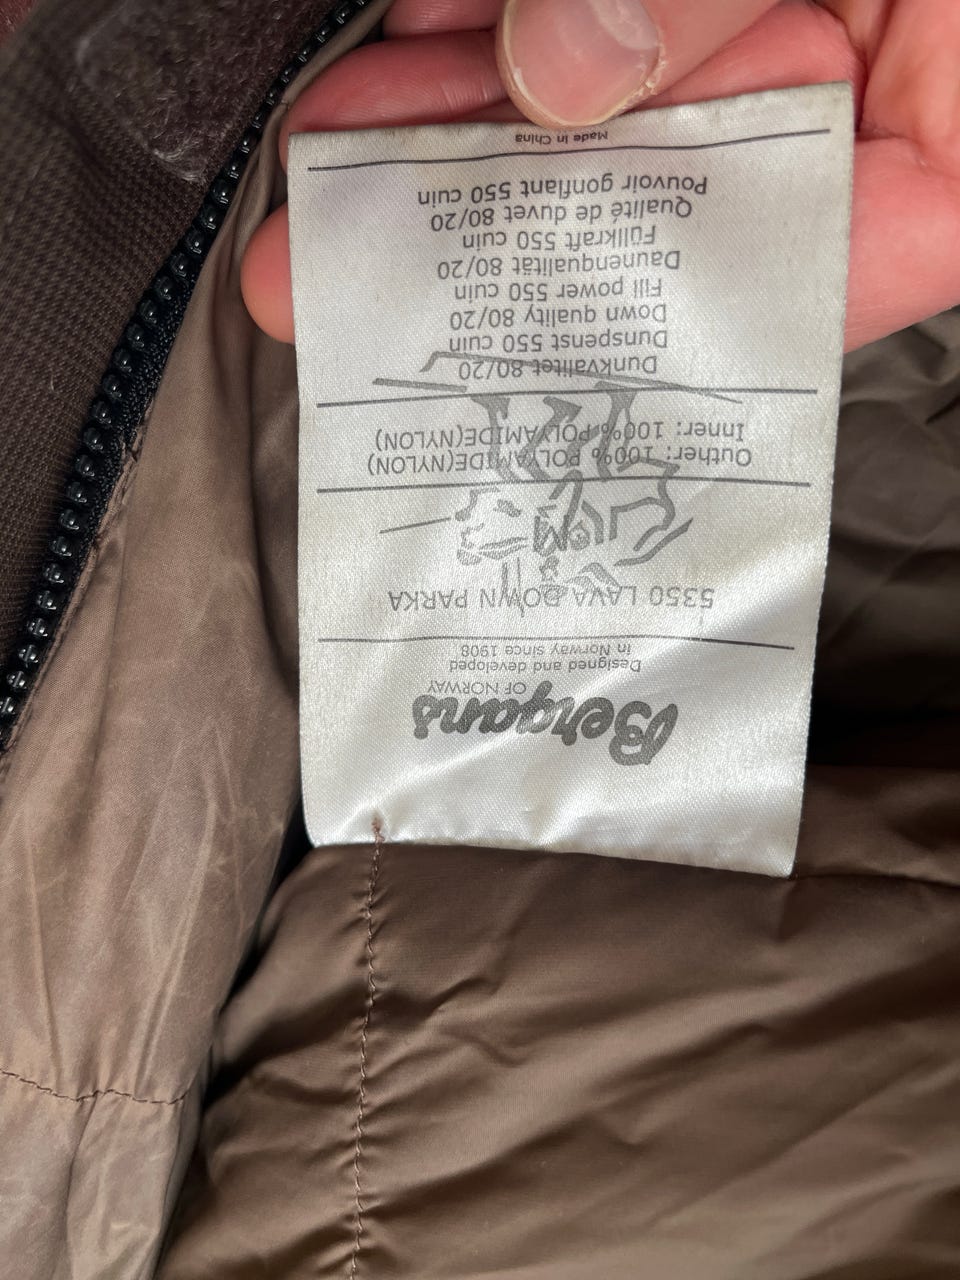 Bergans
OF NORWAY
Designed and developed
in Norway since 1908
5350 LAVA DOWN PARKA
Outher: 100% POLYAMIDE(NYLON)
Inner: 100% POLYAMIDE(NYLON)
Dunkvalitet 80/20
Dunspenst 550 cuin
Down quality 80/20
Fill power 550 cuin
Daunenqualität 80/20
Füllkraft 550 cuin
Qualité de duvet 80/20
Pouvoir gonflant 550 cuin
Made in China